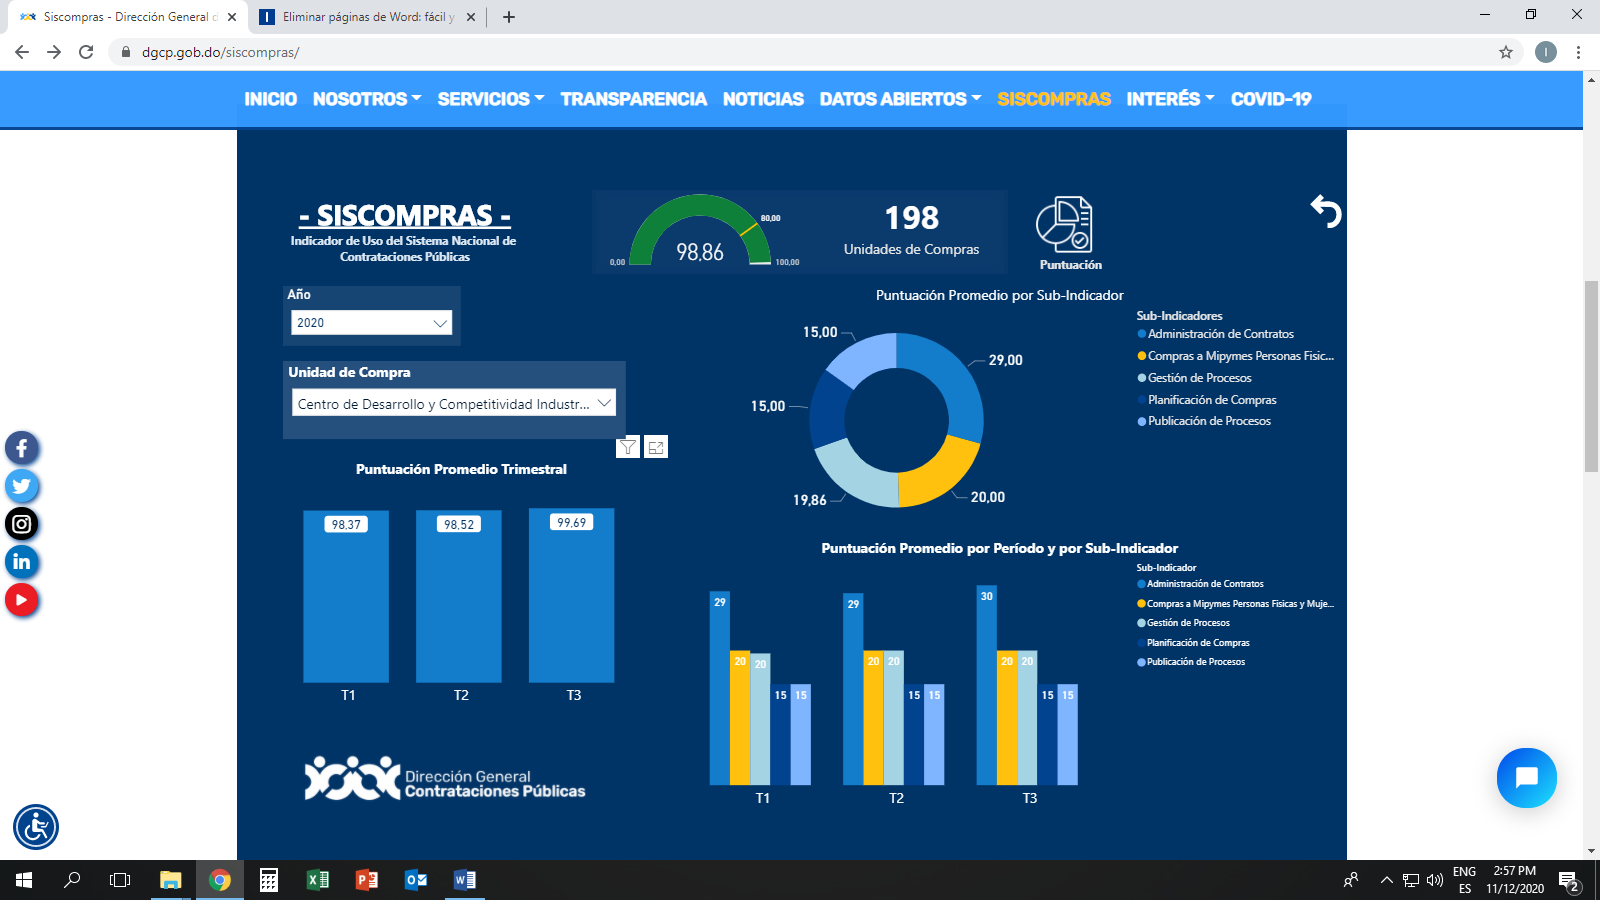 Siscompras - Dirección General d
Eliminar páginas de Word: fácil y
dgcp.gob.do/siscompras/
INICIO NOSOTROS SERVICIOS TRANSPARENCIA NOTICIAS DATOS ABIERTOS SISCOMPRAS INTERÉS COVID-19
- SISCOMPRAS -
Indicador de Uso del Sistema Nacional de
Contrataciones Públicas
80,00
98,86
0,00
100,00
198
Unidades de Compras
Puntuación
Año
2020
Unidad de Compra
Centro de Desarrollo y Competitividad Industr...
Puntuación Promedio por Sub-Indicador
15,00
29,00
15,00
19,86
20,00
Sub-Indicadores
Administración de Contratos
Compras a Mipymes Personas Fisic...
Gestión de Procesos
Planificación de Compras
Publicación de Procesos
Puntuación Promedio Trimestral
98,37
98,52
99,69
T1
T2
T3
Puntuación Promedio por Período y por Sub-Indicador
Sub-Indicador
Administración de Contratos
Compras a Mipymes Personas Fisicas y Muje...
Gestión de Procesos
Planificación de Compras
Publicación de Procesos
29 20 20 15 15
29 20 20 15 15
30 20 20 15 15
T1
T2
T3
Dirección General
Contrataciones Públicas
ENG
ES
2:57 PM
11/12/2020
2